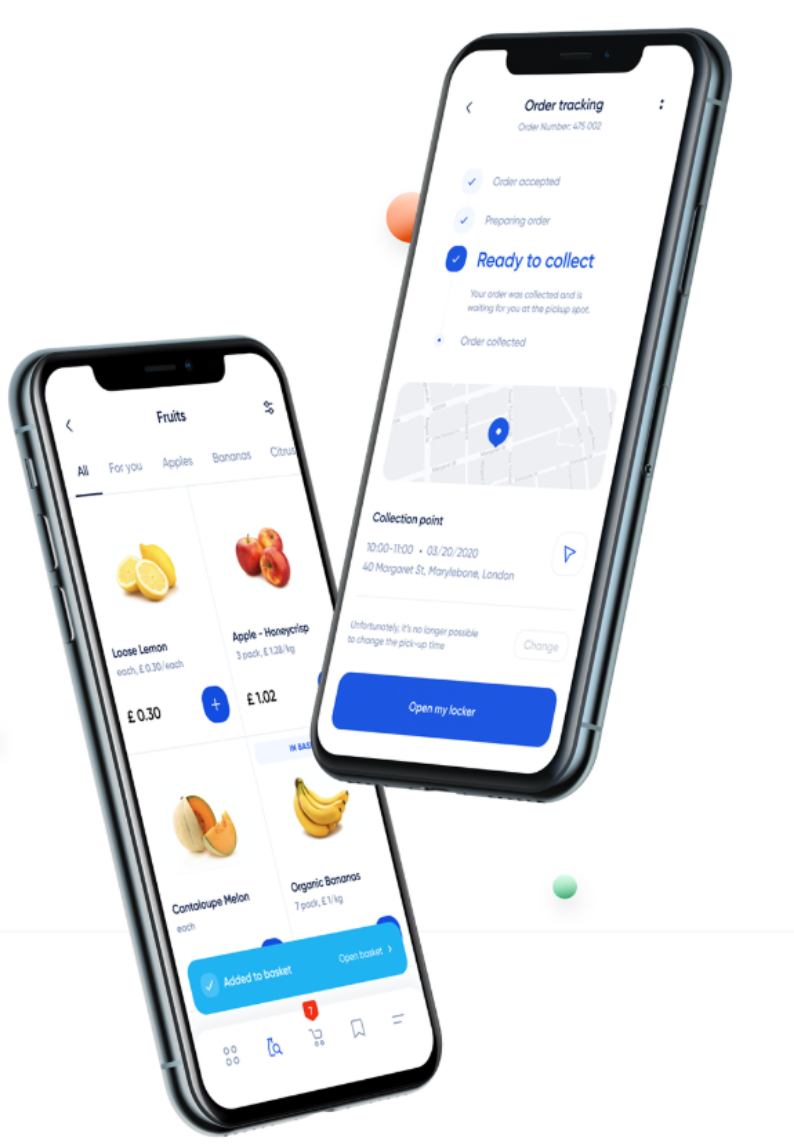 Order tracking
Order Number: 475 002
Order accepted
Preparing order
Ready to collect
Your order was collected and is
waiting for you at the pickup spot.
Order collected
Collection point
10:00-11:00 • 03/20/2020
40 Margaret St, Marylebone, London
Unfortunately, it's no longer possible
to change the pick-up time
Change
Open my locker
Fruits
All For you Apples Bananas Citrus
Loose Lemon
each, £ 0.30/each
£ 0.30
Apple - Honeycrisp
3 pack, £ 1.28/kg
£ 1.02
Cantaloupe Melon
each
IN BAS
Organic Bananas
7 pack, £ 1/kg
Added to basket
Open basket
7